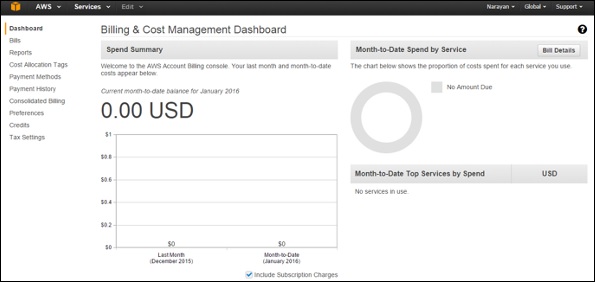 AWS Services Edit Narayan Global Support
Dashboard
Bills
Reports
Cost Allocation Tags
Payment Methods
Payment History
Consolidated Billing
Preferences
Credits
Tax Settings
Billing & Cost Management Dashboard
?
Spend Summary
Welcome to the AWS Account Billing console. Your last month and month-to-date
costs appear below.
Current month-to-date balance for January 2016
0.00 USD
$1
$0.8
$0.6
$0.4
$0.2
$0
$0 $0
Last Month Month-to-Date
(December 2015) (January 2016)
Include Subscription Charges
Month-to-Date Spend by Service Bill Details
The chart below shows the proportion of costs spent for each service you use.
No Amount Due
Month-to-Date Top Services by Spend USD
No services in use